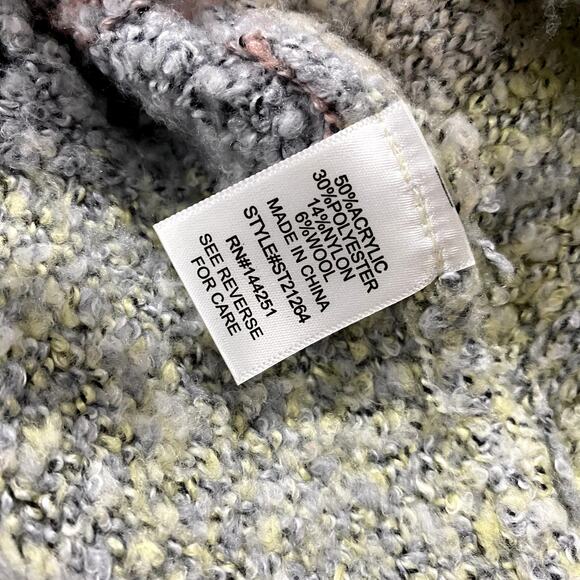 50%ACRYLIC
30%POLYESTER
14%NYLON
6%WOOL
MADE IN CHINA
STYLE#ST21264
RN#144251
SEE REVERSE
FOR CARE